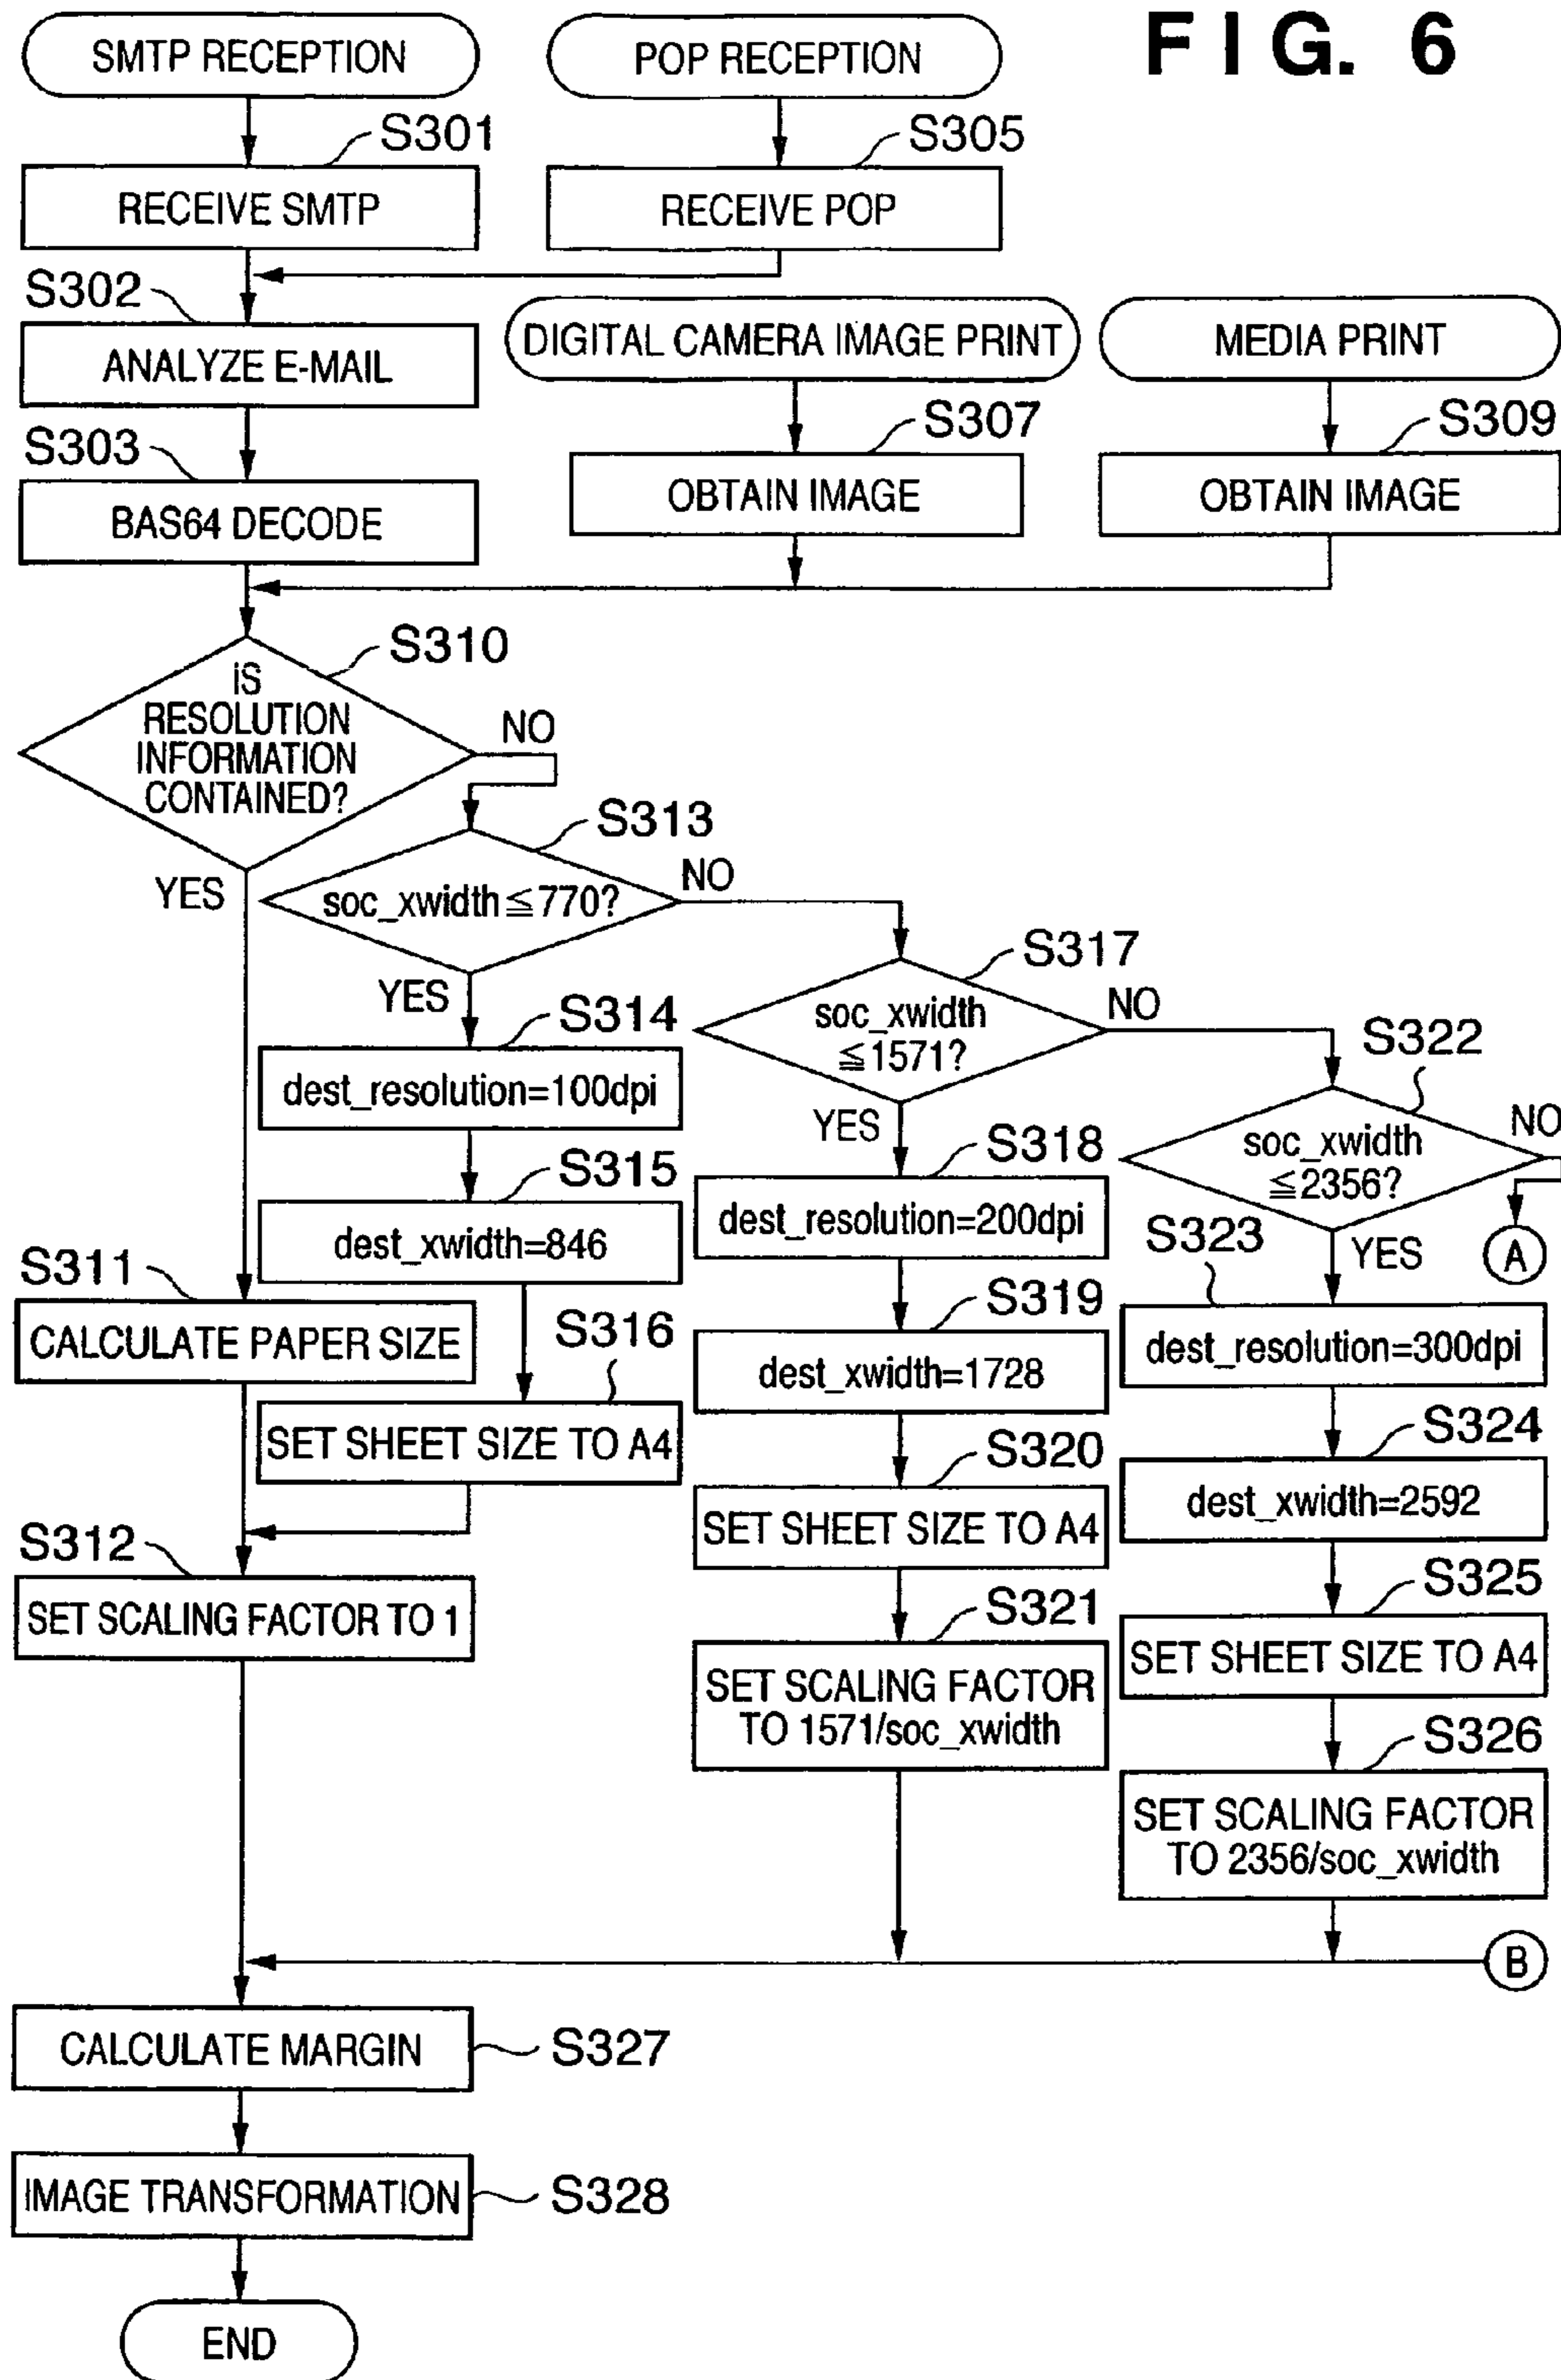 FIG. 6
SMTP RECEPTION
POP RECEPTION
S301
S305
RECEIVE SMTP
RECEIVE POP
S302
ANALYZE E-MAIL
DIGITAL CAMERA IMAGE PRINT
MEDIA PRINT
S303
S307
S309
BAS64 DECODE
OBTAIN IMAGE
OBTAIN IMAGE
S310
iS
RESOLUTION
INFORMATION
CONTAINED?
NO
YES
S313
soc_xwidth≦770?
NO
YES
S317
soc_xwidth
≦1571?
NO
YES
S322
soc_xwidth
≦2356?
NO
YES
A
S314
dest_resolution=100dpi
S315
dest_xwidth=846
S316
SET SHEET SIZE TO A4
S311
CALCULATE PAPER SIZE
S312
SET SCALING FACTOR TO 1
S318
dest_resolution=200dpi
S319
dest_xwidth=1728
S320
SET SHEET SIZE TO A4
S321
SET SCALING FACTOR
TO 1571/soc_xwidth
S323
dest_resolution=300dpi
S324
dest_xwidth=2592
S325
SET SHEET SIZE TO A4
S326
SET SCALING FACTOR
TO 2356/soc_xwidth
B
CALCULATE MARGIN
S327
IMAGE TRANSFORMATION
S328
END